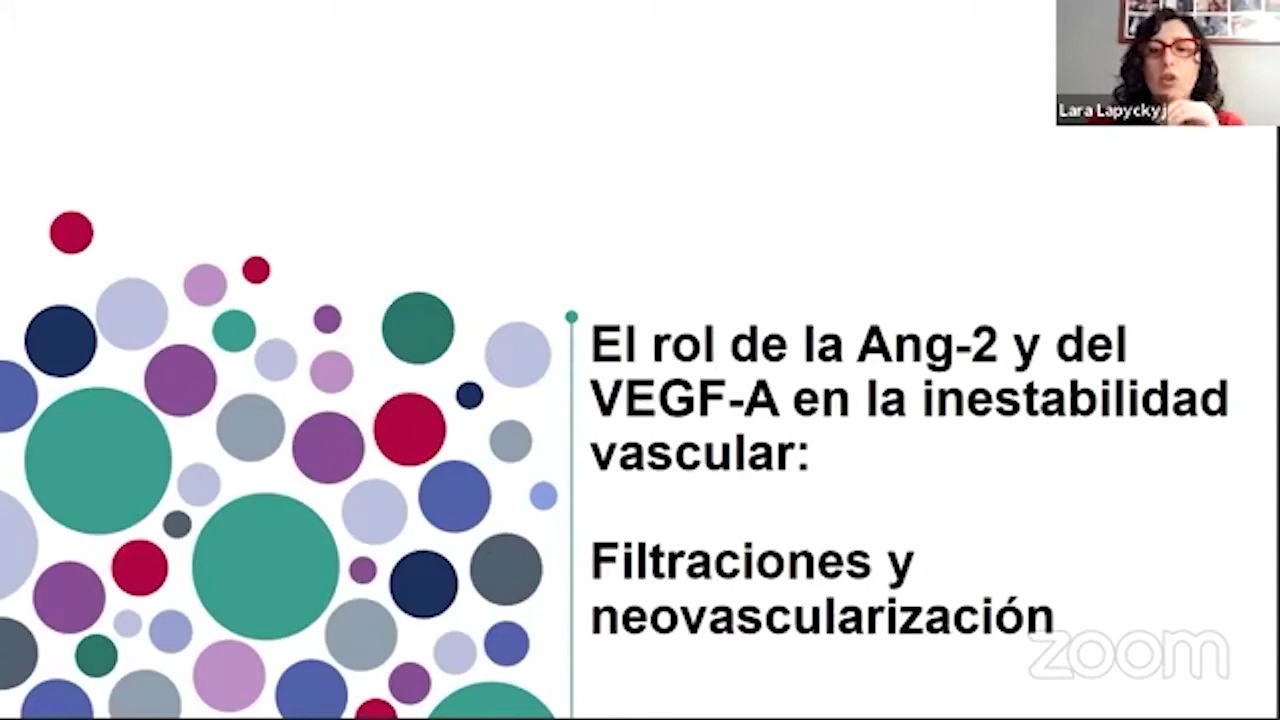 Lara Lapyckyj
El rol de la Ang-2 y del
VEGF-A en la inestabilidad
vascular:
Filtraciones y
neovascularización
zoom